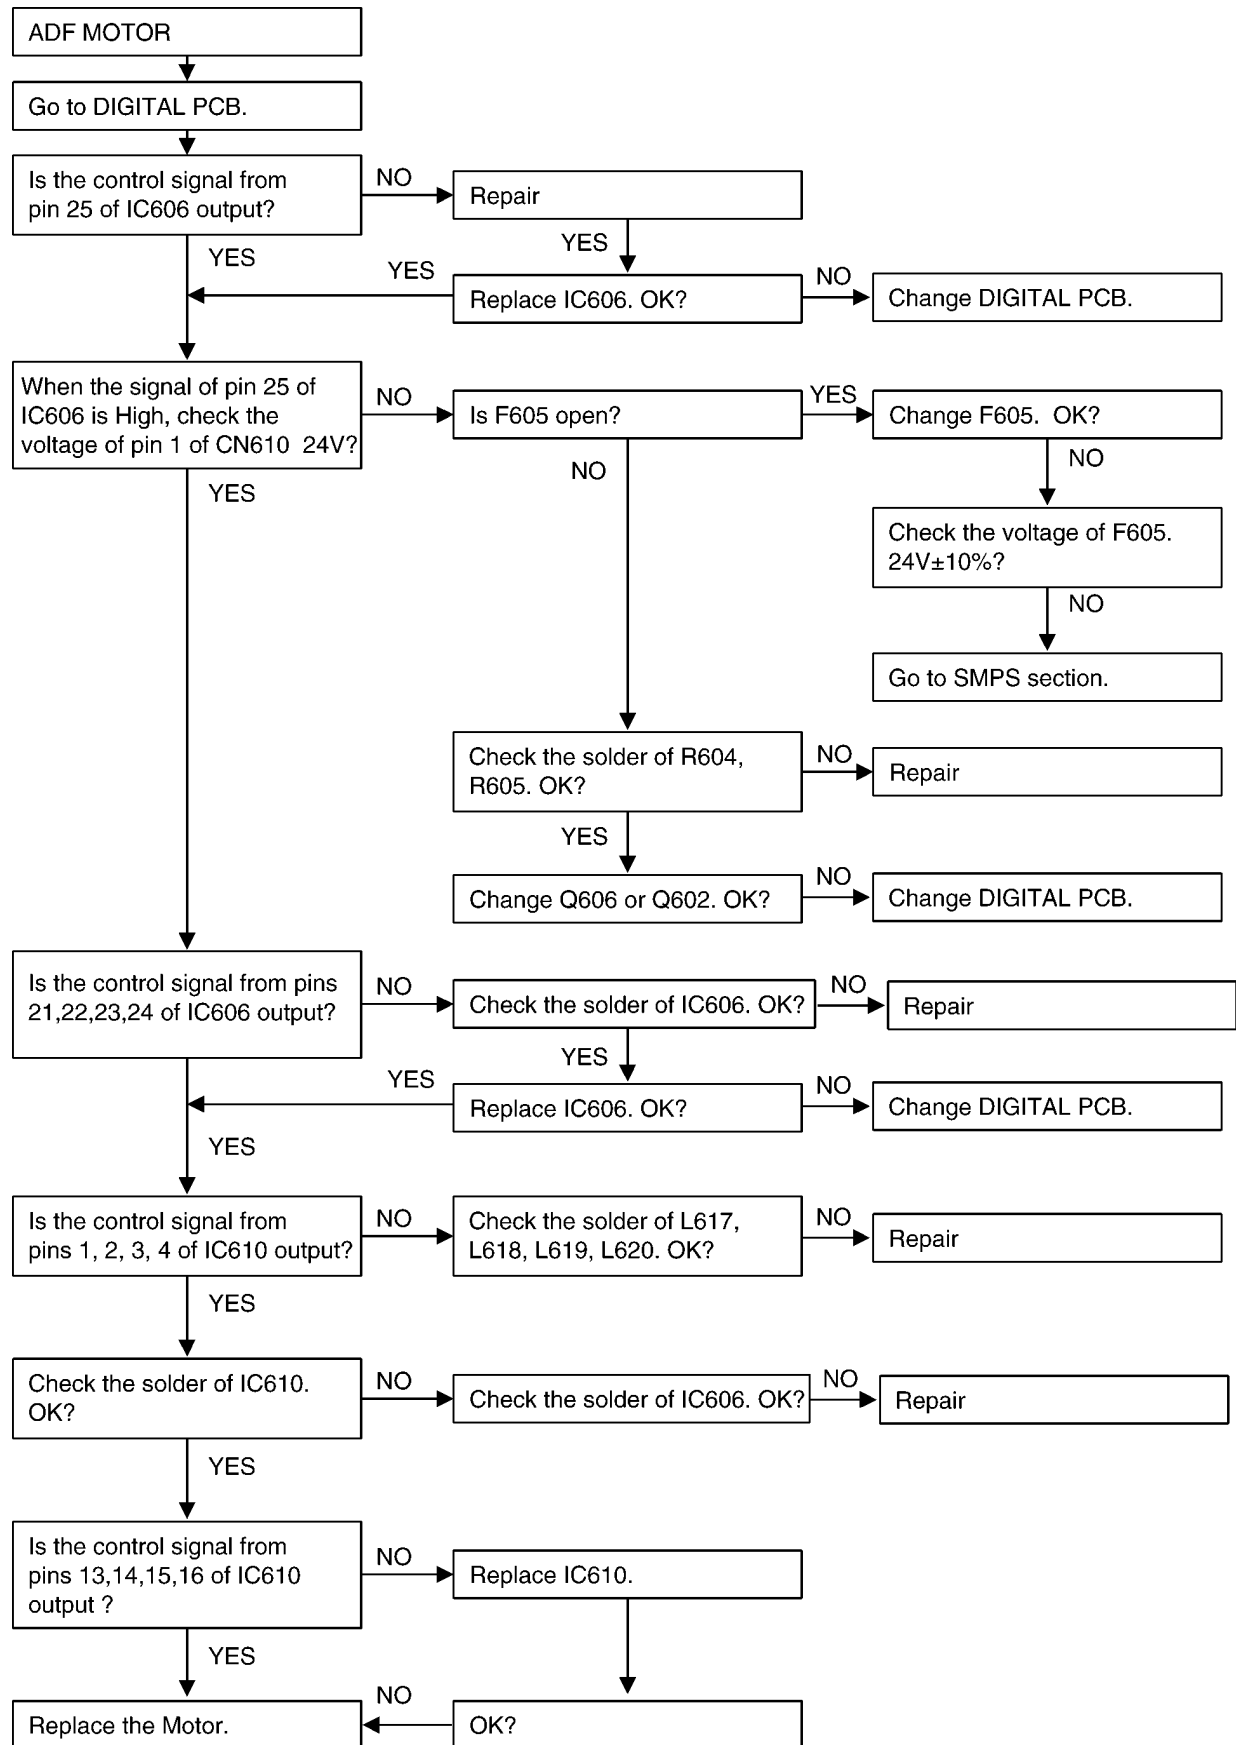 ADF MOTOR
Go to DIGITAL PCB.
Is the control signal from
pin 25 of IC606 output?
NO
Repair
YES
YES
YES
Replace IC606. OK?
NO
Change DIGITAL PCB.
When the signal of pin 25 of
IC606 is High, check the
voltage of pin 1 of CN610 24V?
NO
Is F605 open?
YES
Change F605. OK?
YES
NO
NO
Check the voltage of F605.
24V±10%?
NO
Go to SMPS section.
Check the solder of R604,
R605. OK?
NO
Repair
YES
Change Q606 or Q602. OK?
NO
Change DIGITAL PCB.
Is the control signal from pins
21,22,23,24 of IC606 output?
NO
Check the solder of IC606. OK?
NO
Repair
YES
YES
Replace IC606. OK?
NO
Change DIGITAL PCB.
YES
Is the control signal from
pins 1, 2, 3, 4 of IC610 output?
NO
Check the solder of L617,
L618, L619, L620. OK?
NO
Repair
YES
Check the solder of IC610.
OK?
NO
Check the solder of IC606. OK?
NO
Repair
YES
Is the control signal from
pins 13,14,15,16 of IC610
output ?
NO
Replace IC610.
YES
NO
Replace the Motor.
OK?